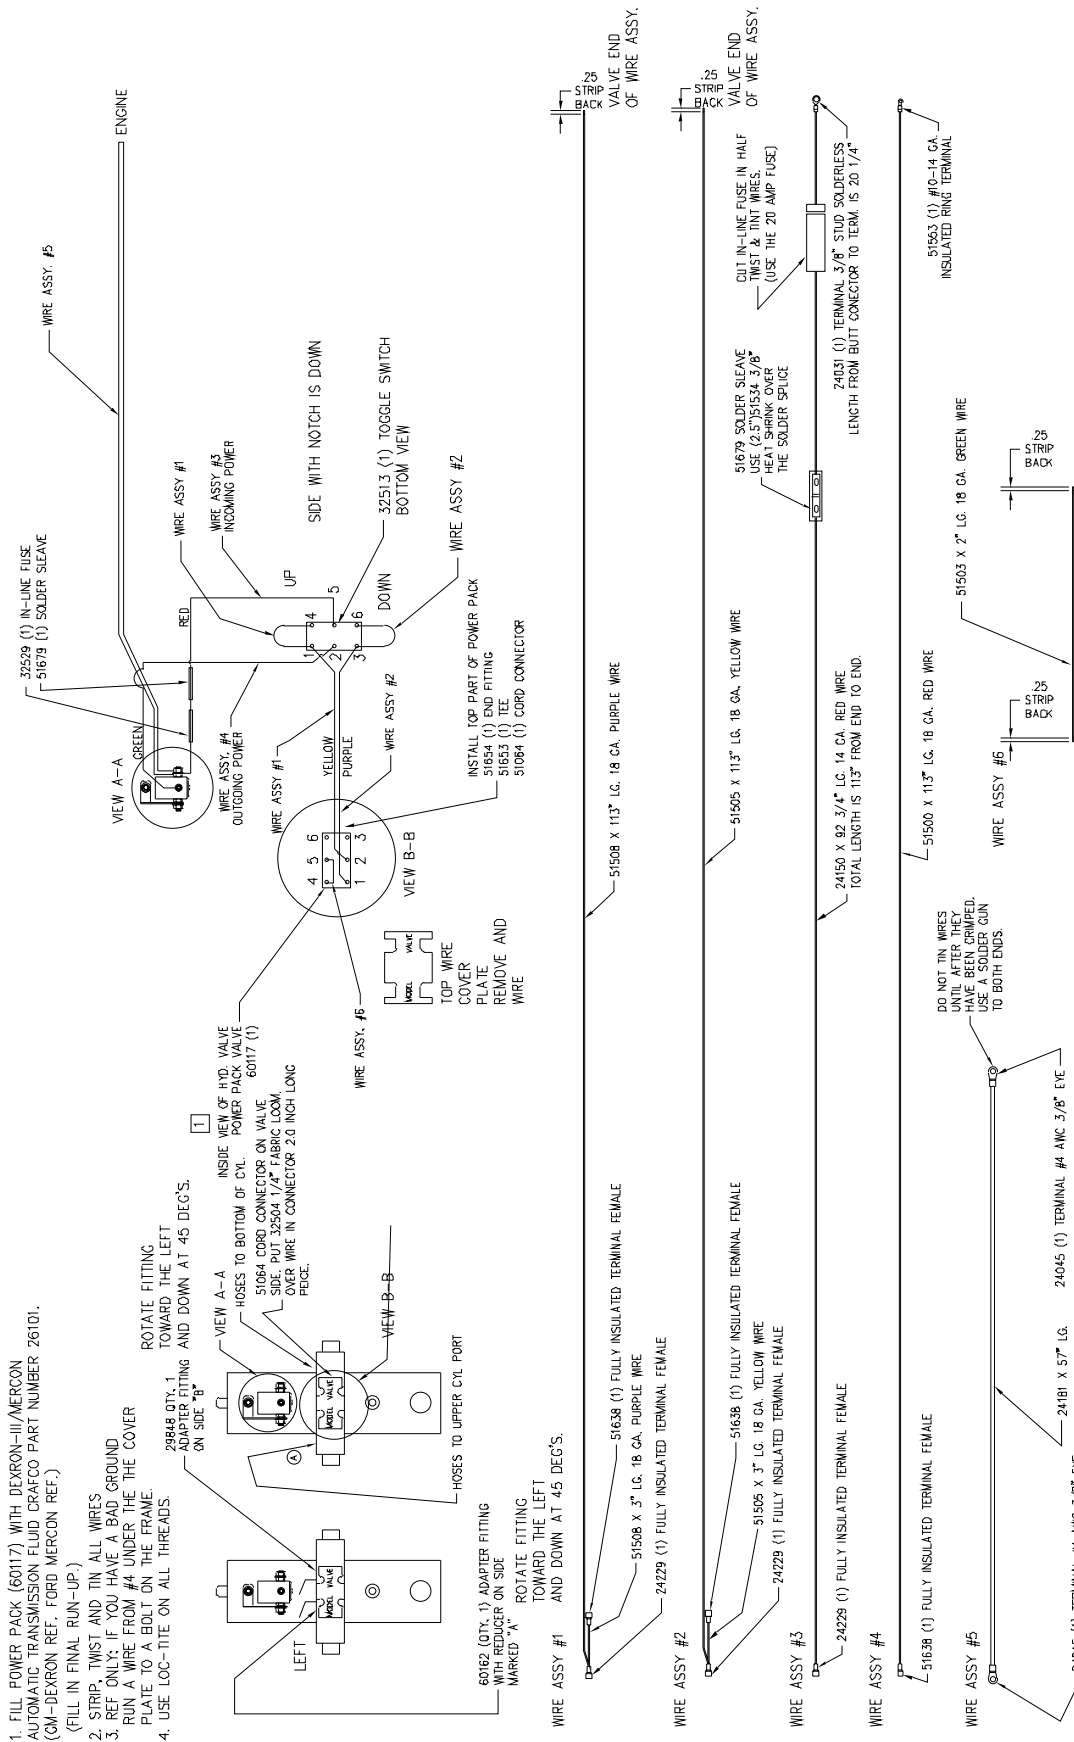 1. FILL POWER PACK (60117) WITH DEXRON-III/MERCON
AUTOMATIC TRANSMISSION FLUID CRAFCO PART NUMBER 26101.
(GM-DEXRON REF. FORD MERCON REF.)
(FILL IN FINAL RUN-UP.)
2. STRIP, TWIST AND TIN ALL WIRES
3. REF ONLY: IF YOU HAVE A BAD GROUND
RUN A WIRE FROM #4 UNDER THE COVER
PLATE TO A BOLT ON THE FRAME.
4. USE LOC-TITE ON ALL THREADS.
ROTATE FITTING
TOWARD THE LEFT
AND DOWN AT 45 DEG'S.
29848 QTY. 1
ADAPTER FITTING
ON SIDE "B"
LEFT
MODEL VALVE
60162 (QTY. 1) ADAPTER FITTING
WITH REDUCER ON SIDE
MARKED "A"
ROTATE FITTING
TOWARD THE LEFT
AND DOWN AT 45 DEG'S.
VIEW A-A
HOSES TO BOTTOM OF CYL.
51064 CORD CONNECTOR ON VALVE
SIDE. PUT 32504 1/4" FABRIC LOOM.
OVER WIRE IN CONNECTOR 2.0 INCH LONG
PEICE.
VIEW B-B
A
MODEL VALVE
HOSES TO UPPER CYL PORT
1
INSIDE VIEW OF HYD. VALVE
POWER PACK VALVE
60117 (1)
WIRE ASSY. #6
MODEL VALVE
TOP WIRE
COVER
PLATE
REMOVE AND
WIRE
4 5 6
1 2 3
VIEW B-B
VIEW A-A
GREEN
RED
32529 (1) IN-LINE FUSE
51679 (1) SOLDER SLEAVE
WIRE ASSY. #4
OUTGOING POWER
WIRE ASSY #1
YELLOW
PURPLE
WIRE ASSY #2
INSTALL TOP PART OF POWER PACK
51654 (1) END FITTING
51653 (1) TEE
51064 (1) CORD CONNECTOR
WIRE ASSY #1
WIRE ASSY #3
INCOMING POWER
UP
1 4
2 5
3 6
DOWN
SIDE WITH NOTCH IS DOWN
32513 (1) TOGGLE SWITCH
BOTTOM VIEW
WIRE ASSY #2
WIRE ASSY. #5
ENGINE
WIRE ASSY #1
51638 (1) FULLY INSULATED TERMINAL FEMALE
51508 X 3" LG. 18 GA. PURPLE WIRE
24229 (1) FULLY INSULATED TERMINAL FEMALE
51508 X 113" LG. 18 GA. PURPLE WIRE
.25
STRIP
BACK
VALVE END
OF WIRE ASSY.
WIRE ASSY #2
51638 (1) FULLY INSULATED TERMINAL FEMALE
51505 X 3" LG. 18 GA. YELLOW WIRE
24229 (1) FULLY INSULATED TERMINAL FEMALE
51505 X 113" LG. 18 GA. YELLOW WIRE
.25
STRIP
BACK
VALVE END
OF WIRE ASSY.
WIRE ASSY #3
24229 (1) FULLY INSULATED TERMINAL FEMALE
24150 X 92 3/4" LG. 14 GA. RED WIRE
TOTAL LENGTH IS 113" FROM END TO END.
51679 SOLDER SLEAVE
USE (2.5")51534 3/8"
HEAT SHRINK OVER
THE SOLDER SPLICE
CUT IN-LINE FUSE IN HALF
TWIST & TINT WIRES.
(USE THE 20 AMP FUSE)
24031 (1) TERMINAL 3/8" STUD SOLDERLESS
LENGTH FROM BUTT CONECTOR TO TERM. IS 20 1/4"
WIRE ASSY #4
51638 (1) FULLY INSULATED TERMINAL FEMALE
51500 X 113" LG. 18 GA. RED WIRE
51553 (1) #10-14 GA.
INSULATED RING TERMINAL
WIRE ASSY #5
24181 X 57" LG.
24045 (1) TERMINAL #4 AWC 3/8" EYE
DO NOT TIN WIRES
UNTIL AFTER THEY
HAVE BEEN CRIMPED.
USE A SOLDER GUN
TO BOTH ENDS.
WIRE ASSY #6
.25
STRIP
BACK
51503 X 2" LG. 18 GA. GREEN WIRE
.25
STRIP
BACK